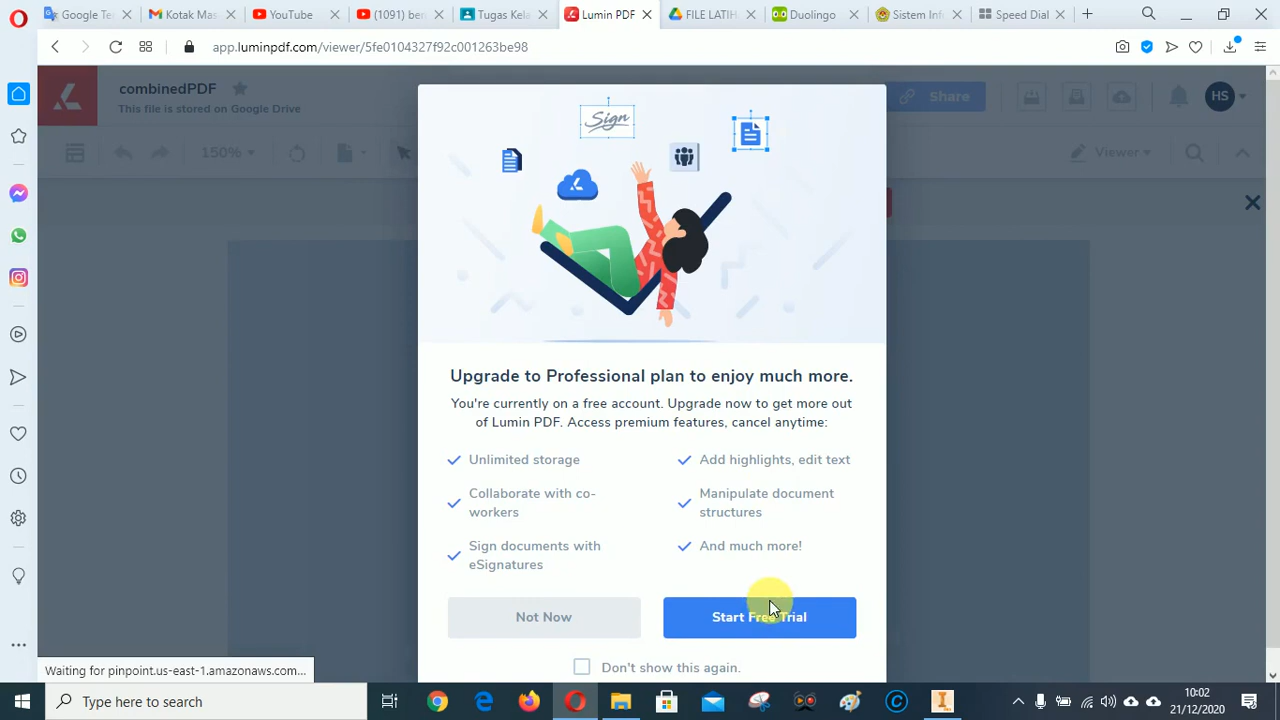 Google Te
Kotak Mas
YouTube
(1091) ben
Tugas Kela
Lumin PDF
FILE LATIH
Duolingo
Sistem Inf
Speed Dial
app.luminpdf.com/viewer/5fe0104327f92c001263be98
combinedPDF
This file is stored on Google Drive
Share
HS
150%
Viewer
Sign
Upgrade to Professional plan to enjoy much more.
You're currently on a free account. Upgrade now to get more out
of Lumin PDF. Access premium features, cancel anytime:
Unlimited storage
Add highlights, edit text
Collaborate with co-
workers
Manipulate document
structures
Sign documents with
eSignatures
And much more!
Not Now
Start Free Trial
Don't show this again.
Waiting for pinpoint.us-east-1.amazonaws.com...
Type here to search
10:02
21/12/2020